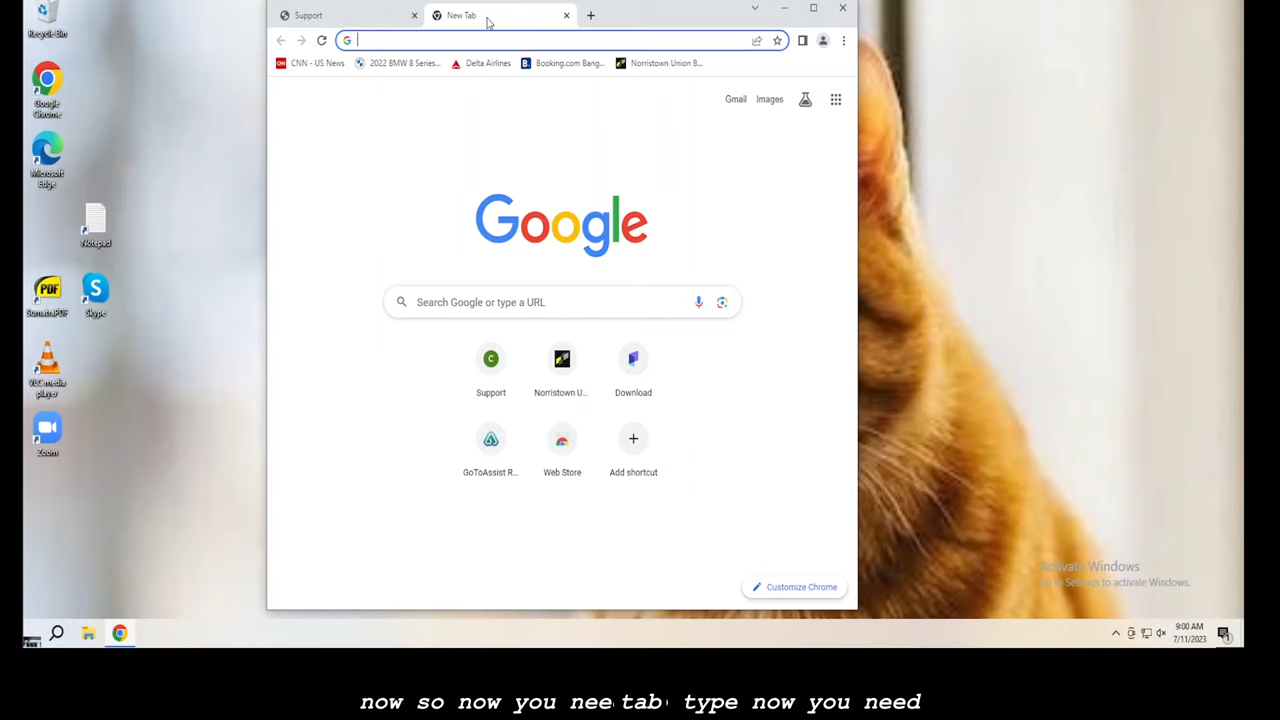 Recycle Bin
Support
New Tab
CNN - US News
2022 BMW 8 Series...
Delta Airlines
Booking.com Bang...
Norristown Union B...
Google Chrome
Gmail
Images
Microsoft Edge
Google
Notepad
Search Google or type a URL
SumatraPDF
Skype
Support
Norristown U...
Download
VLC media player
GoToAssist R...
Web Store
Add shortcut
Zoom
Activate Windows
Go to Settings to activate Windows.
Customize Chrome
9:00 AM
7/11/2023
now so now you nee tab type now you need